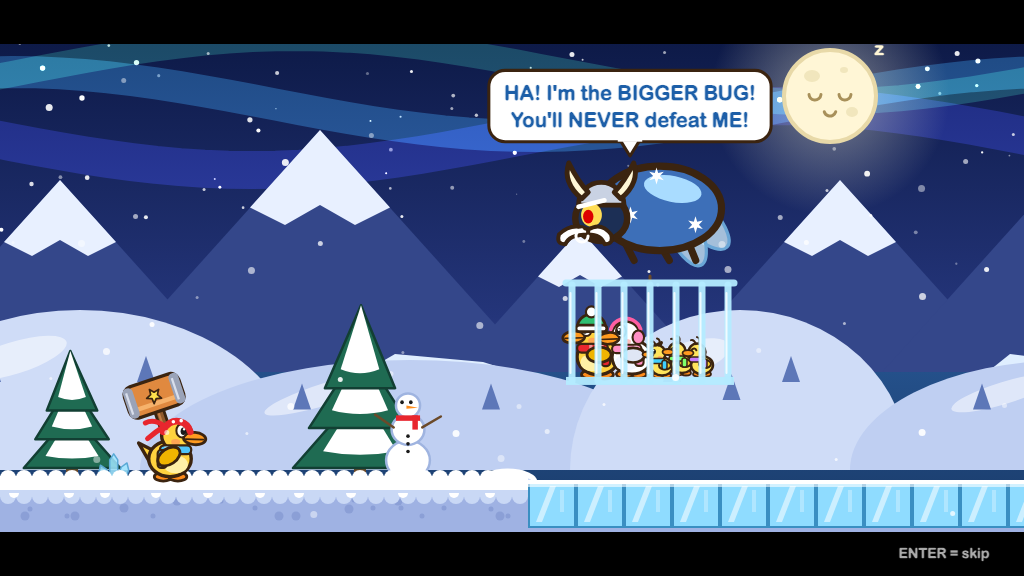 z
HA! I'm the BIGGER BUG!
You'll NEVER defeat ME!
ENTER = skip